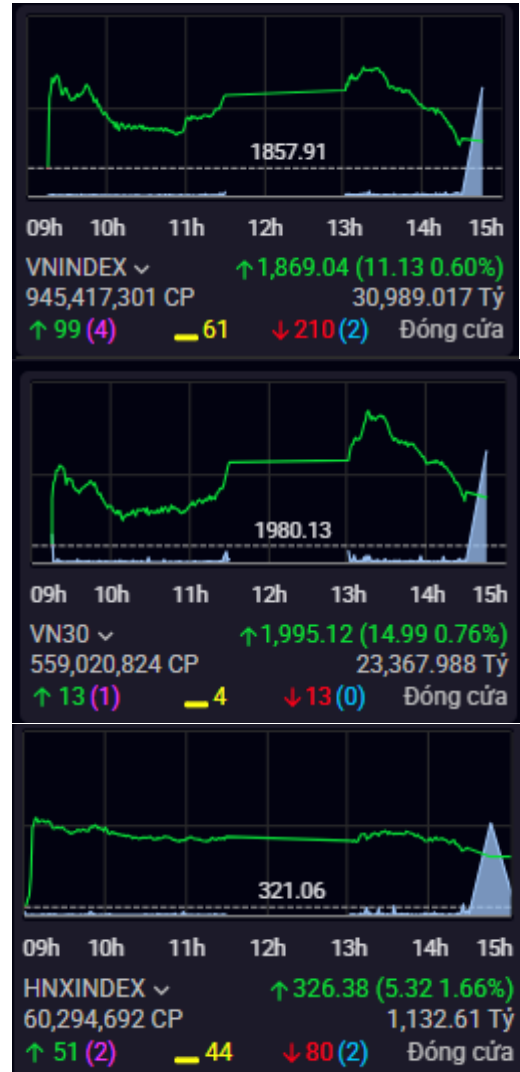 1857.91
09h 10h 11h 12h 13h 14h 15h
VNINDEX ↑1,869.04 (11.13 0.60%)
945,417,301 CP 30,989.017 Tỷ
↑ 99 (4) 61 ↓ 210 (2) Đóng cửa
1980.13
09h 10h 11h 12h 13h 14h 15h
VN30 ↑1,995.12 (14.99 0.76%)
559,020,824 CP 23,367.988 Tỷ
↑ 13 (1) 4 ↓ 13 (0) Đóng cửa
321.06
09h 10h 11h 12h 13h 14h 15h
HNXINDEX ↑326.38 (5.32 1.66%)
60,294,692 CP 1,132.61 Tỷ
↑ 51 (2) 44 ↓ 80 (2) Đóng cửa